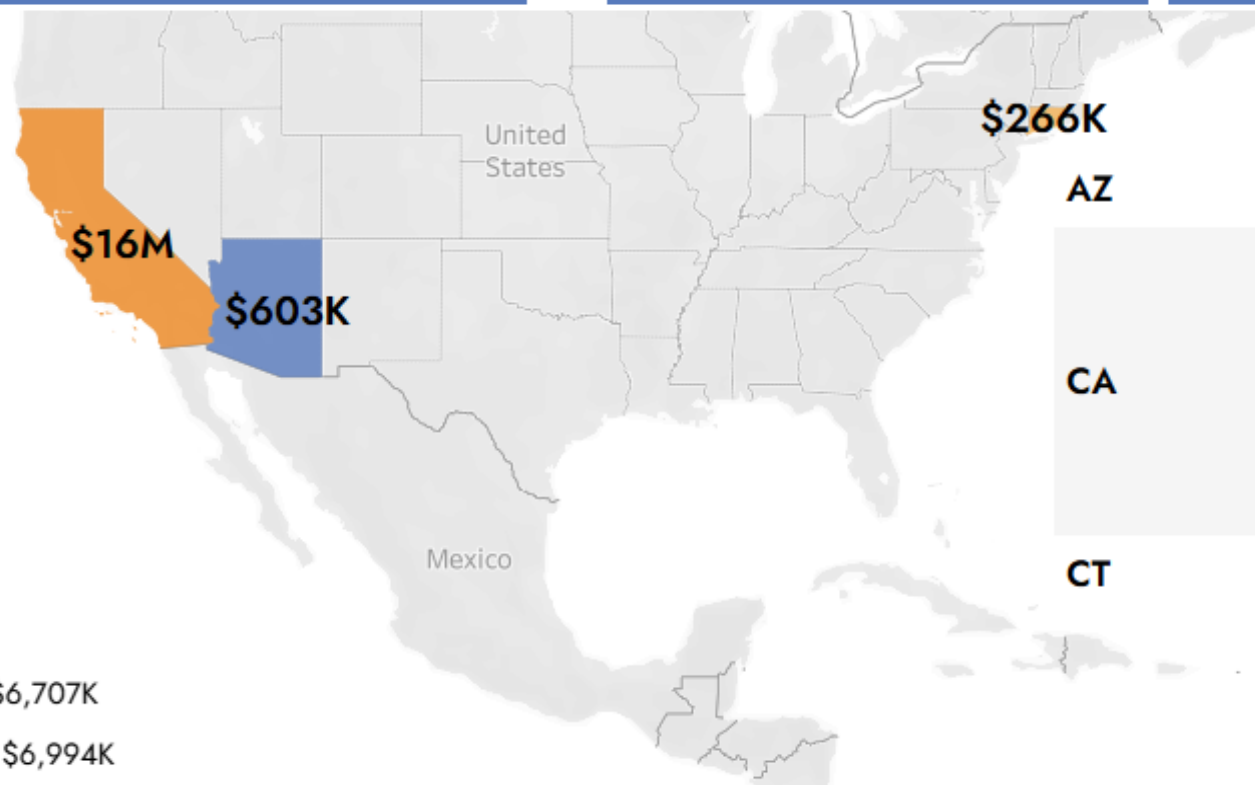 United
States
$266K
AZ
$16M
$603K
CA
Mexico
CT
$6,707K
$6,994K